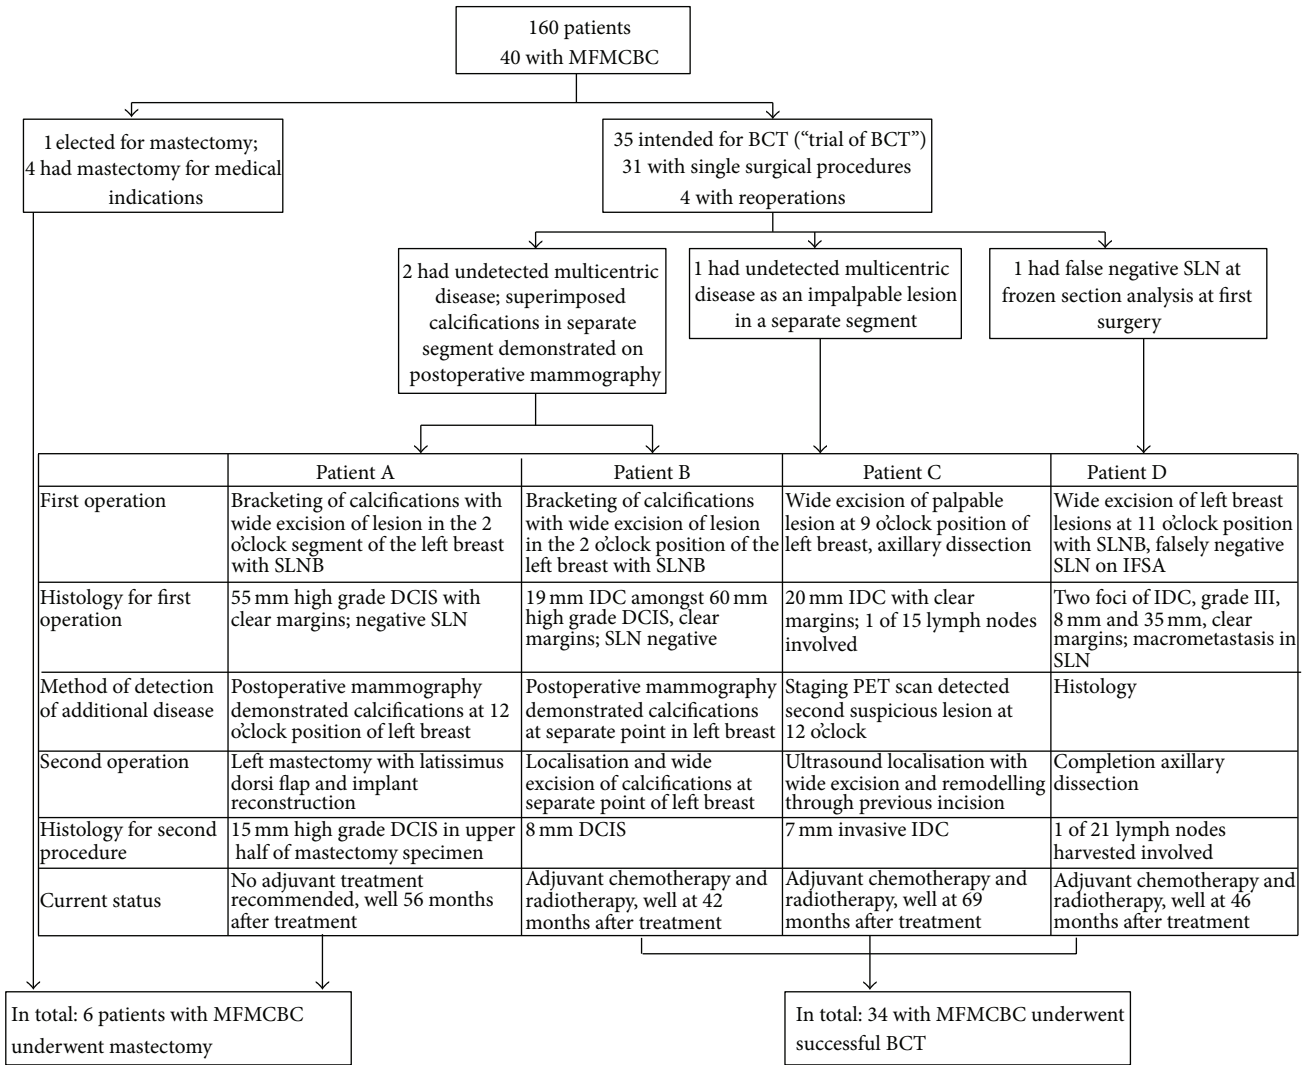 160 patients
40 with MFMCBC
1 elected for mastectomy;
4 had mastectomy for medical
indications
35 intended for BCT (“trial of BCT”)
31 with single surgical procedures
4 with reoperations
2 had undetected multicentric
disease; superimposed
calcifications in separate
segment demonstrated on
postoperative mammography
1 had undetected multicentric
disease as an impalpable lesion
in a separate segment
1 had false negative SLN at
frozen section analysis at first
surgery
Patient A
Patient B
Patient C
Patient D
First operation
Bracketing of calcifications with
wide excision of lesion in the 2
o’clock segment of the left breast
with SLNB
Bracketing of calcifications
with wide excision of lesion
in the 2 o’clock position of the
left breast with SLNB
Wide excision of palpable
lesion at 9 o’clock position of
left breast, axillary dissection
Wide excision of left breast
lesions at 11 o’clock position
with SLNB, falsely negative
SLN on IFSA
Histology for first
operation
55 mm high grade DCIS with
clear margins; negative SLN
19 mm IDC amongst 60 mm
high grade DCIS, clear
margins; SLN negative
20 mm IDC with clear
margins; 1 of 15 lymph nodes
involved
Two foci of IDC, grade III,
8 mm and 35 mm, clear
margins; macrometastasis in
SLN
Method of detection
of additional disease
Postoperative mammography
demonstrated calcifications at 12
o’clock position of left breast
Postoperative mammography
demonstrated calcifications
at separate point in left breast
Staging PET scan detected
second suspicious lesion at
12 o’clock
Histology
Second operation
Left mastectomy with latissimus
dorsi flap and implant
reconstruction
Localisation and wide
excision of calcifications at
separate point of left breast
Ultrasound localisation with
wide excision and remodelling
through previous incision
Completion axillary
dissection
Histology for second
procedure
15 mm high grade DCIS in upper
half of mastectomy specimen
8 mm DCIS
7 mm invasive IDC
1 of 21 lymph nodes
harvested involved
Current status
No adjuvant treatment
recommended, well 56 months
after treatment
Adjuvant chemotherapy and
radiotherapy, well at 42
months after treatment
Adjuvant chemotherapy and
radiotherapy, well at 69
months after treatment
Adjuvant chemotherapy and
radiotherapy, well at 46
months after treatment
In total: 6 patients with MFMCBC
underwent mastectomy
In total: 34 with MFMCBC underwent
successful BCT